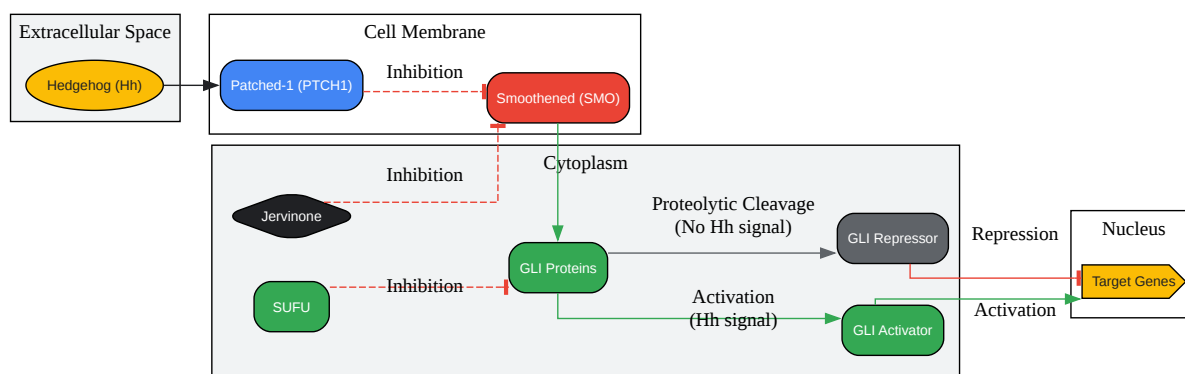 Extracellular Space
Hedgehog (Hh)
Cell Membrane
Patched-1 (PTCH1)
Inhibition
Smoothened (SMO)
Cytoplasm
Inhibition
Jervinone
SUFU
Inhibition
GLI Proteins
Proteolytic Cleavage
(No Hh signal)
GLI Repressor
Activation
(Hh signal)
GLI Activator
Repression
Activation
Nucleus
Target Genes